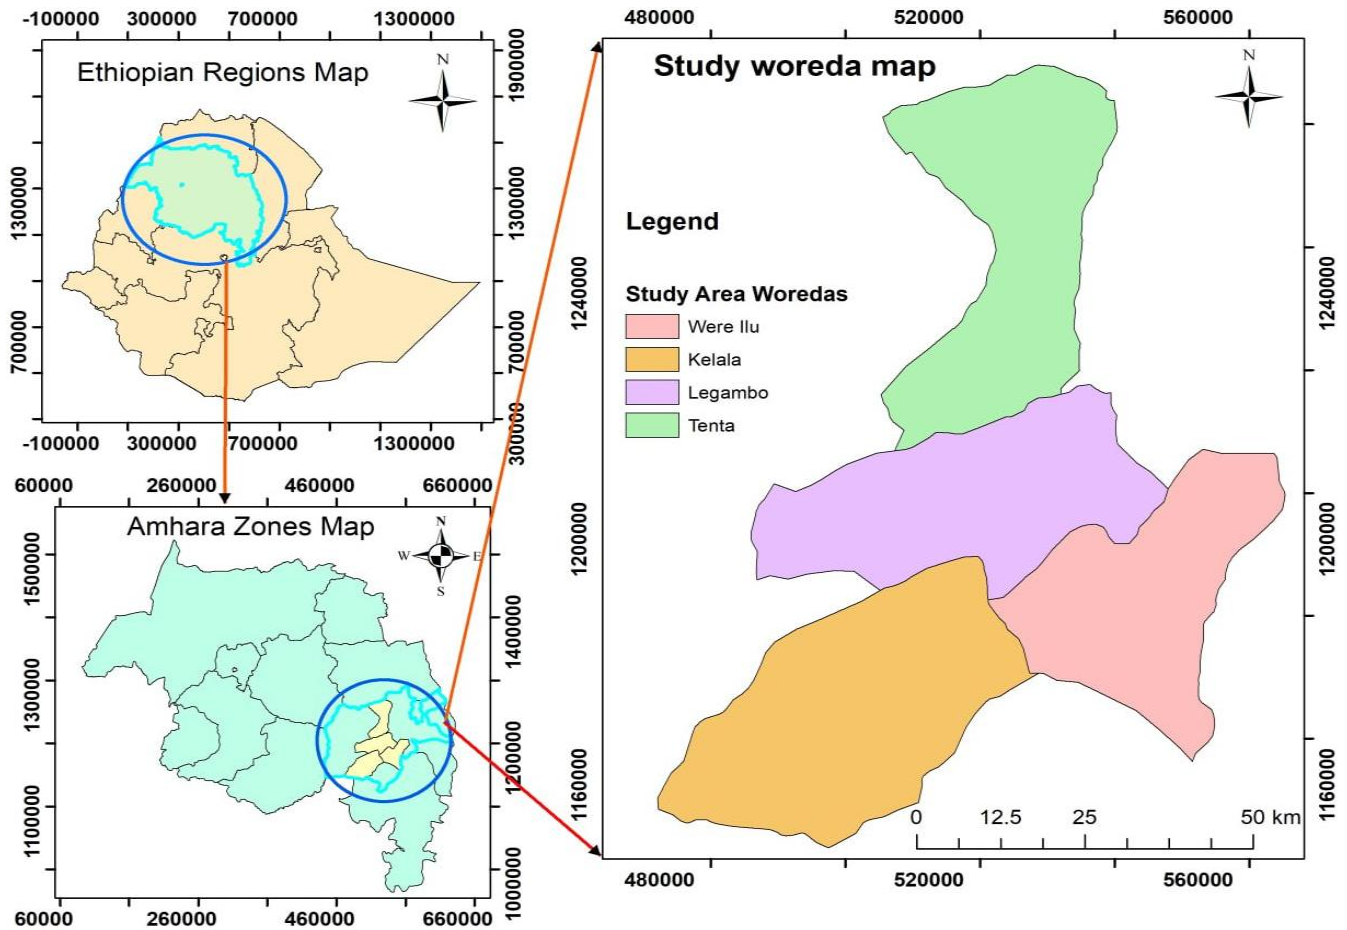 -100000 300000 700000 1300000
Ethiopian Regions Map
N
1900000
1300000
1300000
700000
700000
300000
-100000 300000 700000 1300000
60000 260000 460000 660000
Amhara Zones Map
N
W E
S
1500000
1400000
1300000
1200000
1100000
1000000
60000 260000 460000 660000
480000 520000 560000
Study woreda map
N
Legend
Study Area Woredas
Were Ilu
Kelala
Legambo
Tenta
1240000
1240000
1200000
1200000
1160000
1160000
0 12.5 25 50 km
480000 520000 560000